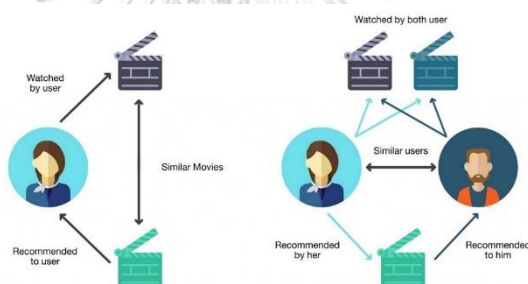 Watched by both user
Watched
by user
Similar Movies
Similar users
Recommended
to user
Recommended
by her
Recommended
to him